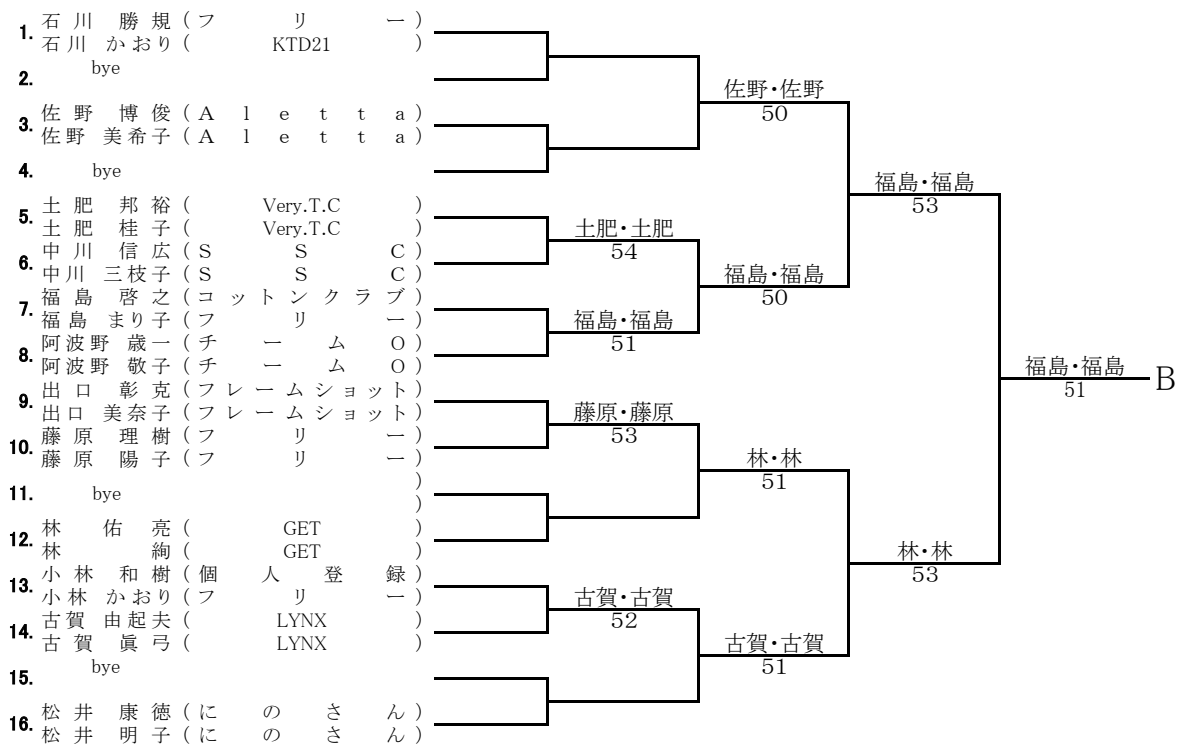 1. 石川 勝規 (フリー)
石川 かおり (KTD21)
2. bye
3. 佐野 博俊 (Aletta)
佐野 美希子 (Aletta)
4. bye
5. 土肥 邦裕 (Very.T.C)
土肥 桂子 (Very.T.C)
6. 中川 信広 (SSC)
中川 三枝子 (SSC)
7. 福島 啓之 (コットンクラブ)
福島 まり子 (フリー)
8. 阿波野 歳一 (チームO)
阿波野 敬子 (チームO)
9. 出口 彰克 (フレームショット)
出口 美奈子 (フレームショット)
10. 藤原 理樹 (フリー)
藤原 陽子 (フリー)
11. bye )
)
12. 林 佑亮 (GET)
林 絢 (GET)
13. 小林 和樹 (個人登録)
小林 かおり (フリー)
14. 古賀 由起夫 (LYNX)
古賀 眞弓 (LYNX)
15. bye
16. 松井 康徳 (にのさん)
松井 明子 (にのさん)
土肥・土肥
54
福島・福島
51
藤原・藤原
53
古賀・古賀
52
佐野・佐野
50
福島・福島
50
林・林
51
古賀・古賀
51
福島・福島
53
林・林
53
福島・福島
51
B